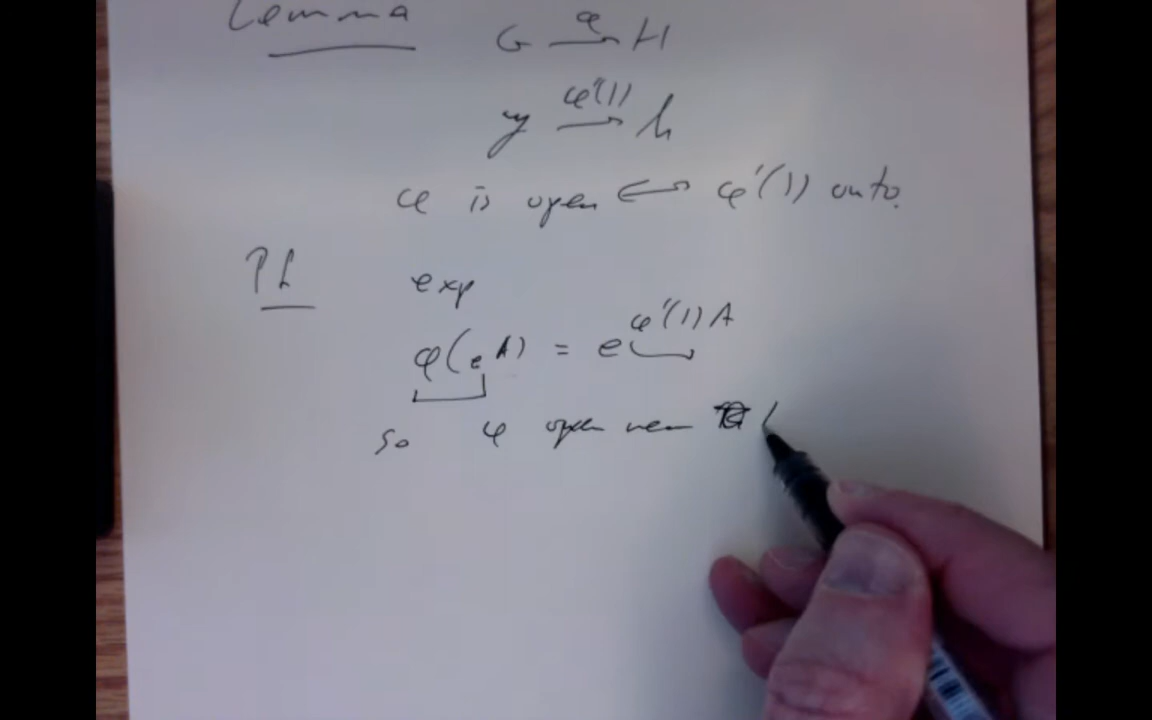 Lemma
G →^φ H
𝔤 →^φ'(1) 𝔥
φ is open ⟺ φ'(1) onto.
Pf exp
φ(e^A) = e^φ'(1)A
so φ open near 1